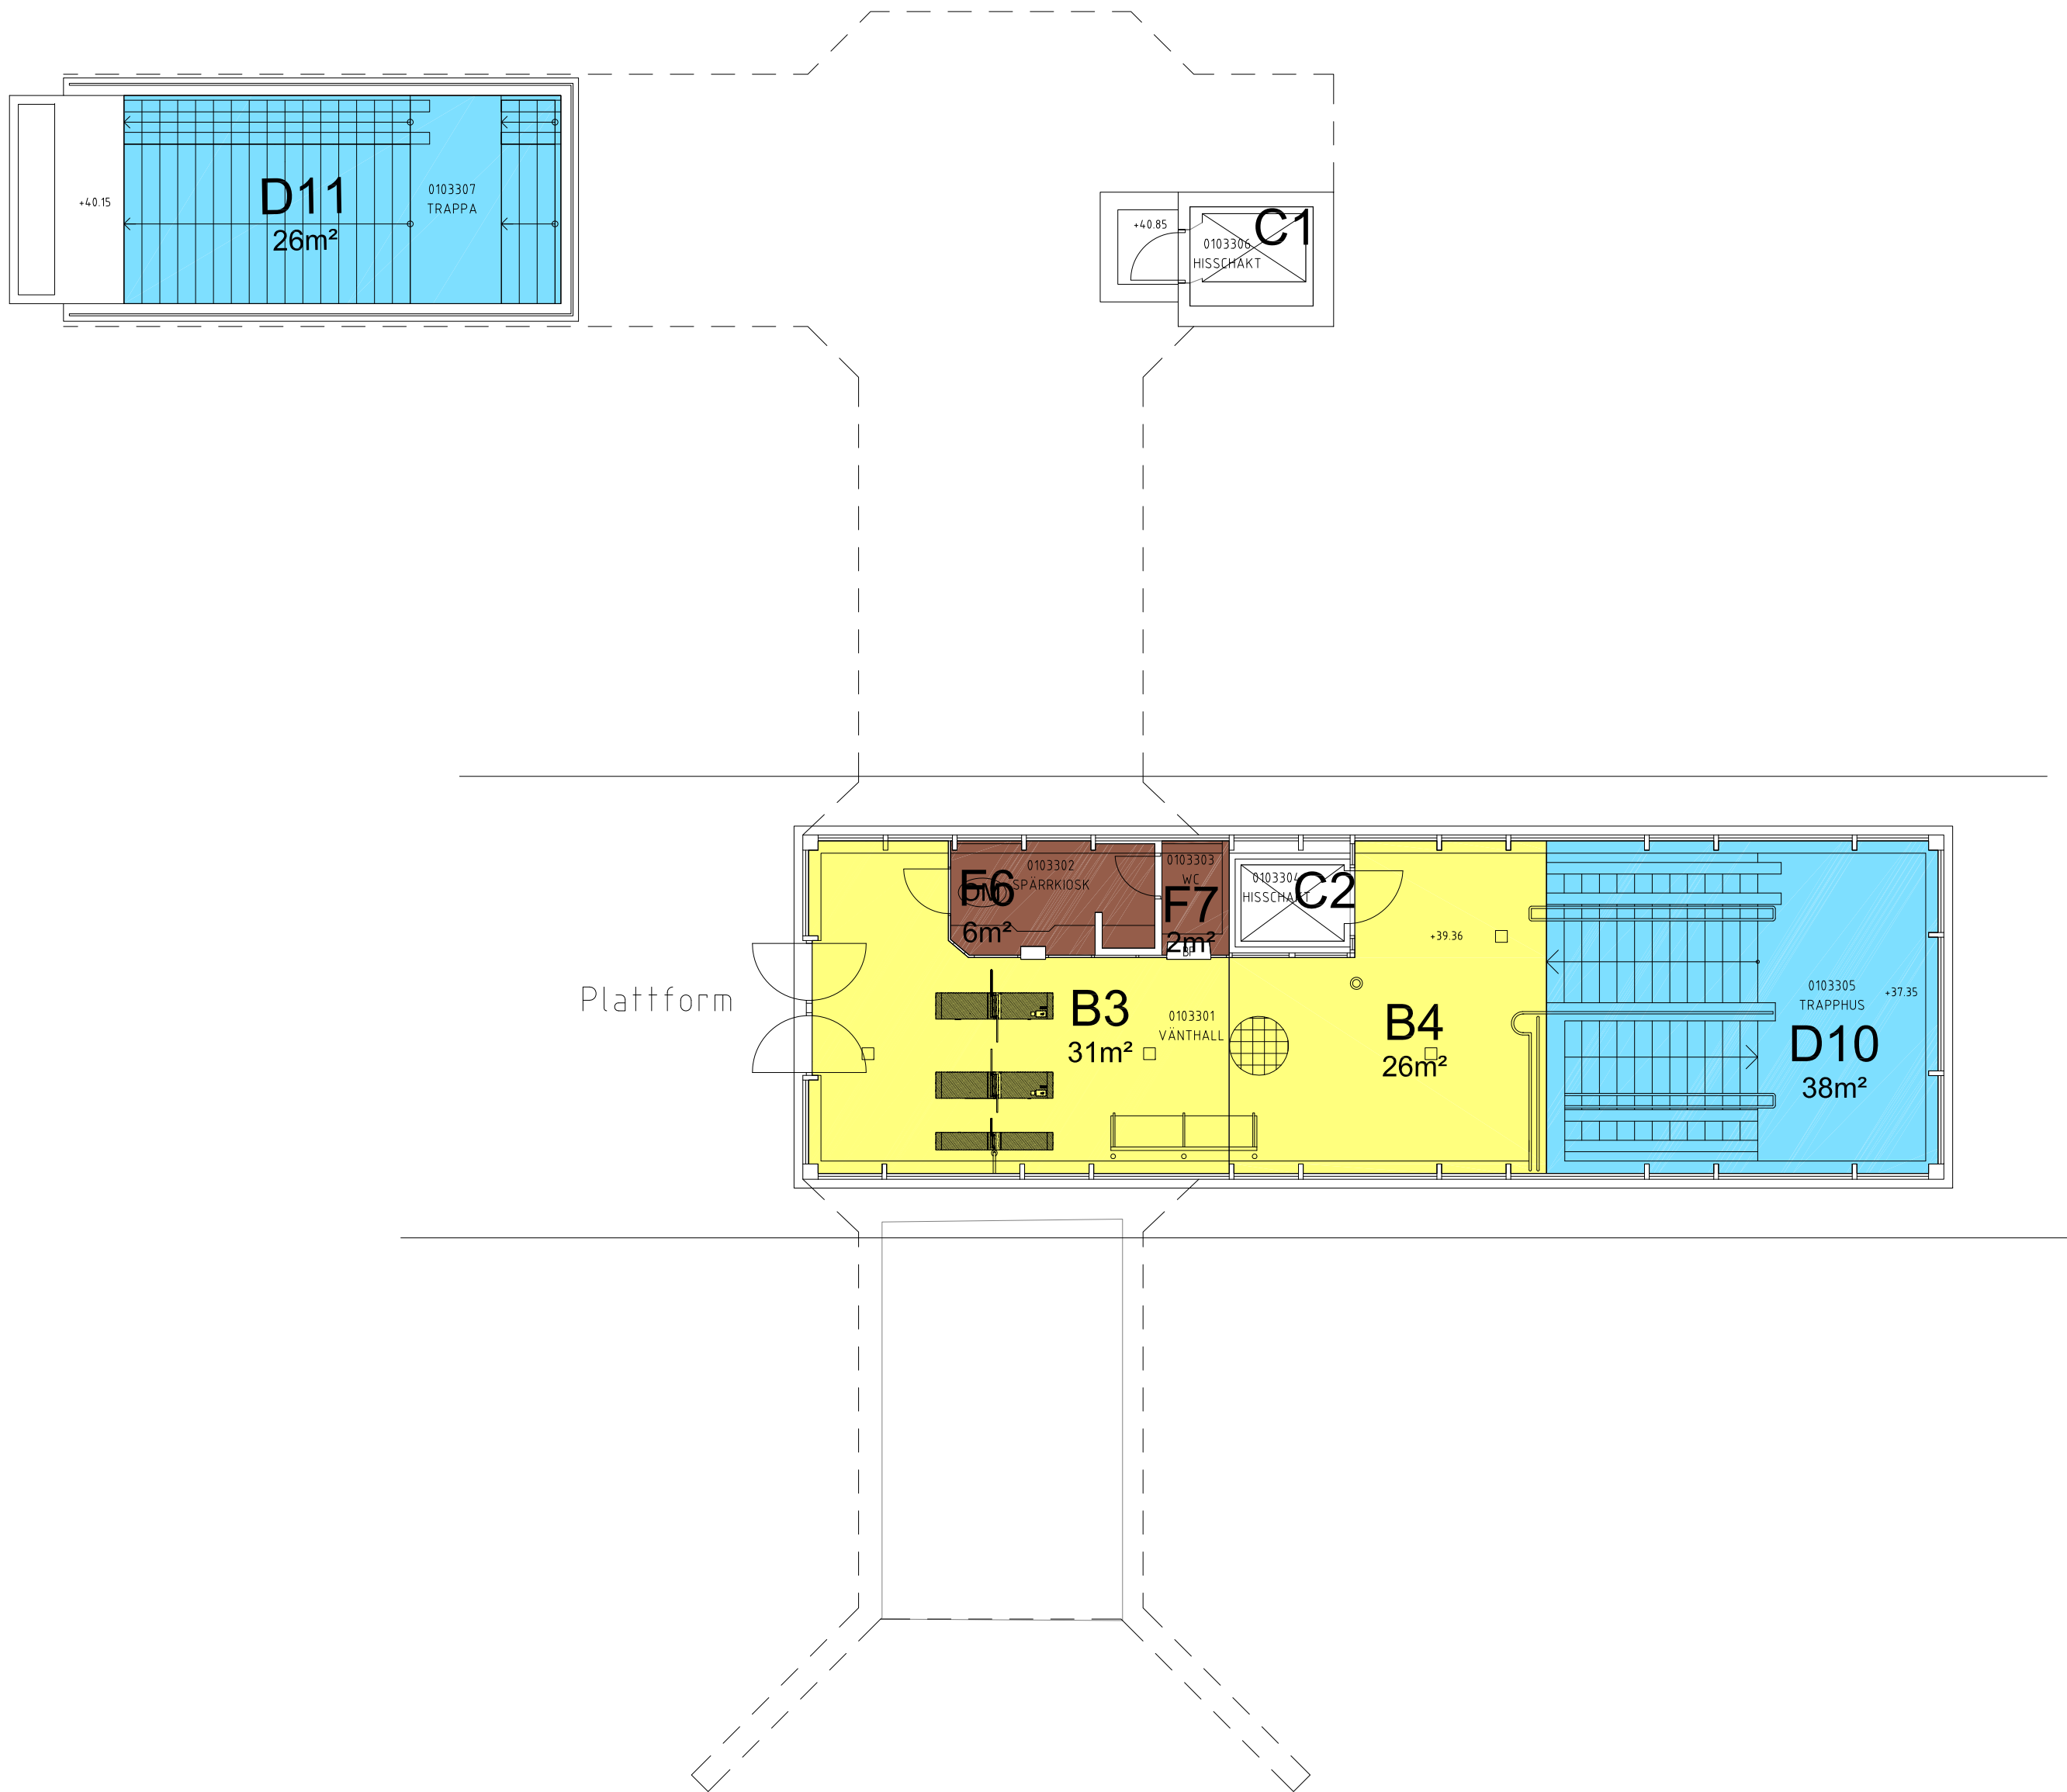 D11
26m²
0103307
TRAPPA
+40.15
C1
+40.85
0103306
HISSCHAKT
0103302
SPÄRRKIOSK
F6
6m²
0103303
WC
F7
2m²
BF
0103304
HISSCHAKT
C2
+39.36
Plattform
B3
31m²
0103301
VÄNTHALL
B4
26m²
0103305
TRAPPHUS
+37.35
D10
38m²